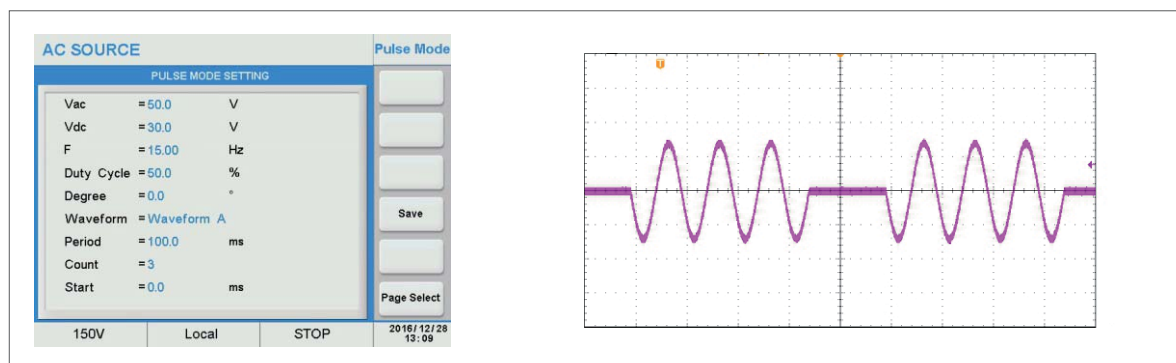 AC SOURCE
Pulse Mode
PULSE MODE SETTING
Vac =50.0 V
Vdc =30.0 V
F =15.00 Hz
Duty Cycle =50.0 %
Degree =0.0 °
Waveform =Waveform A
Period =100.0 ms
Count =3
Start =0.0 ms
Save
Page Select
150V Local STOP 2016/12/28
13:09
T